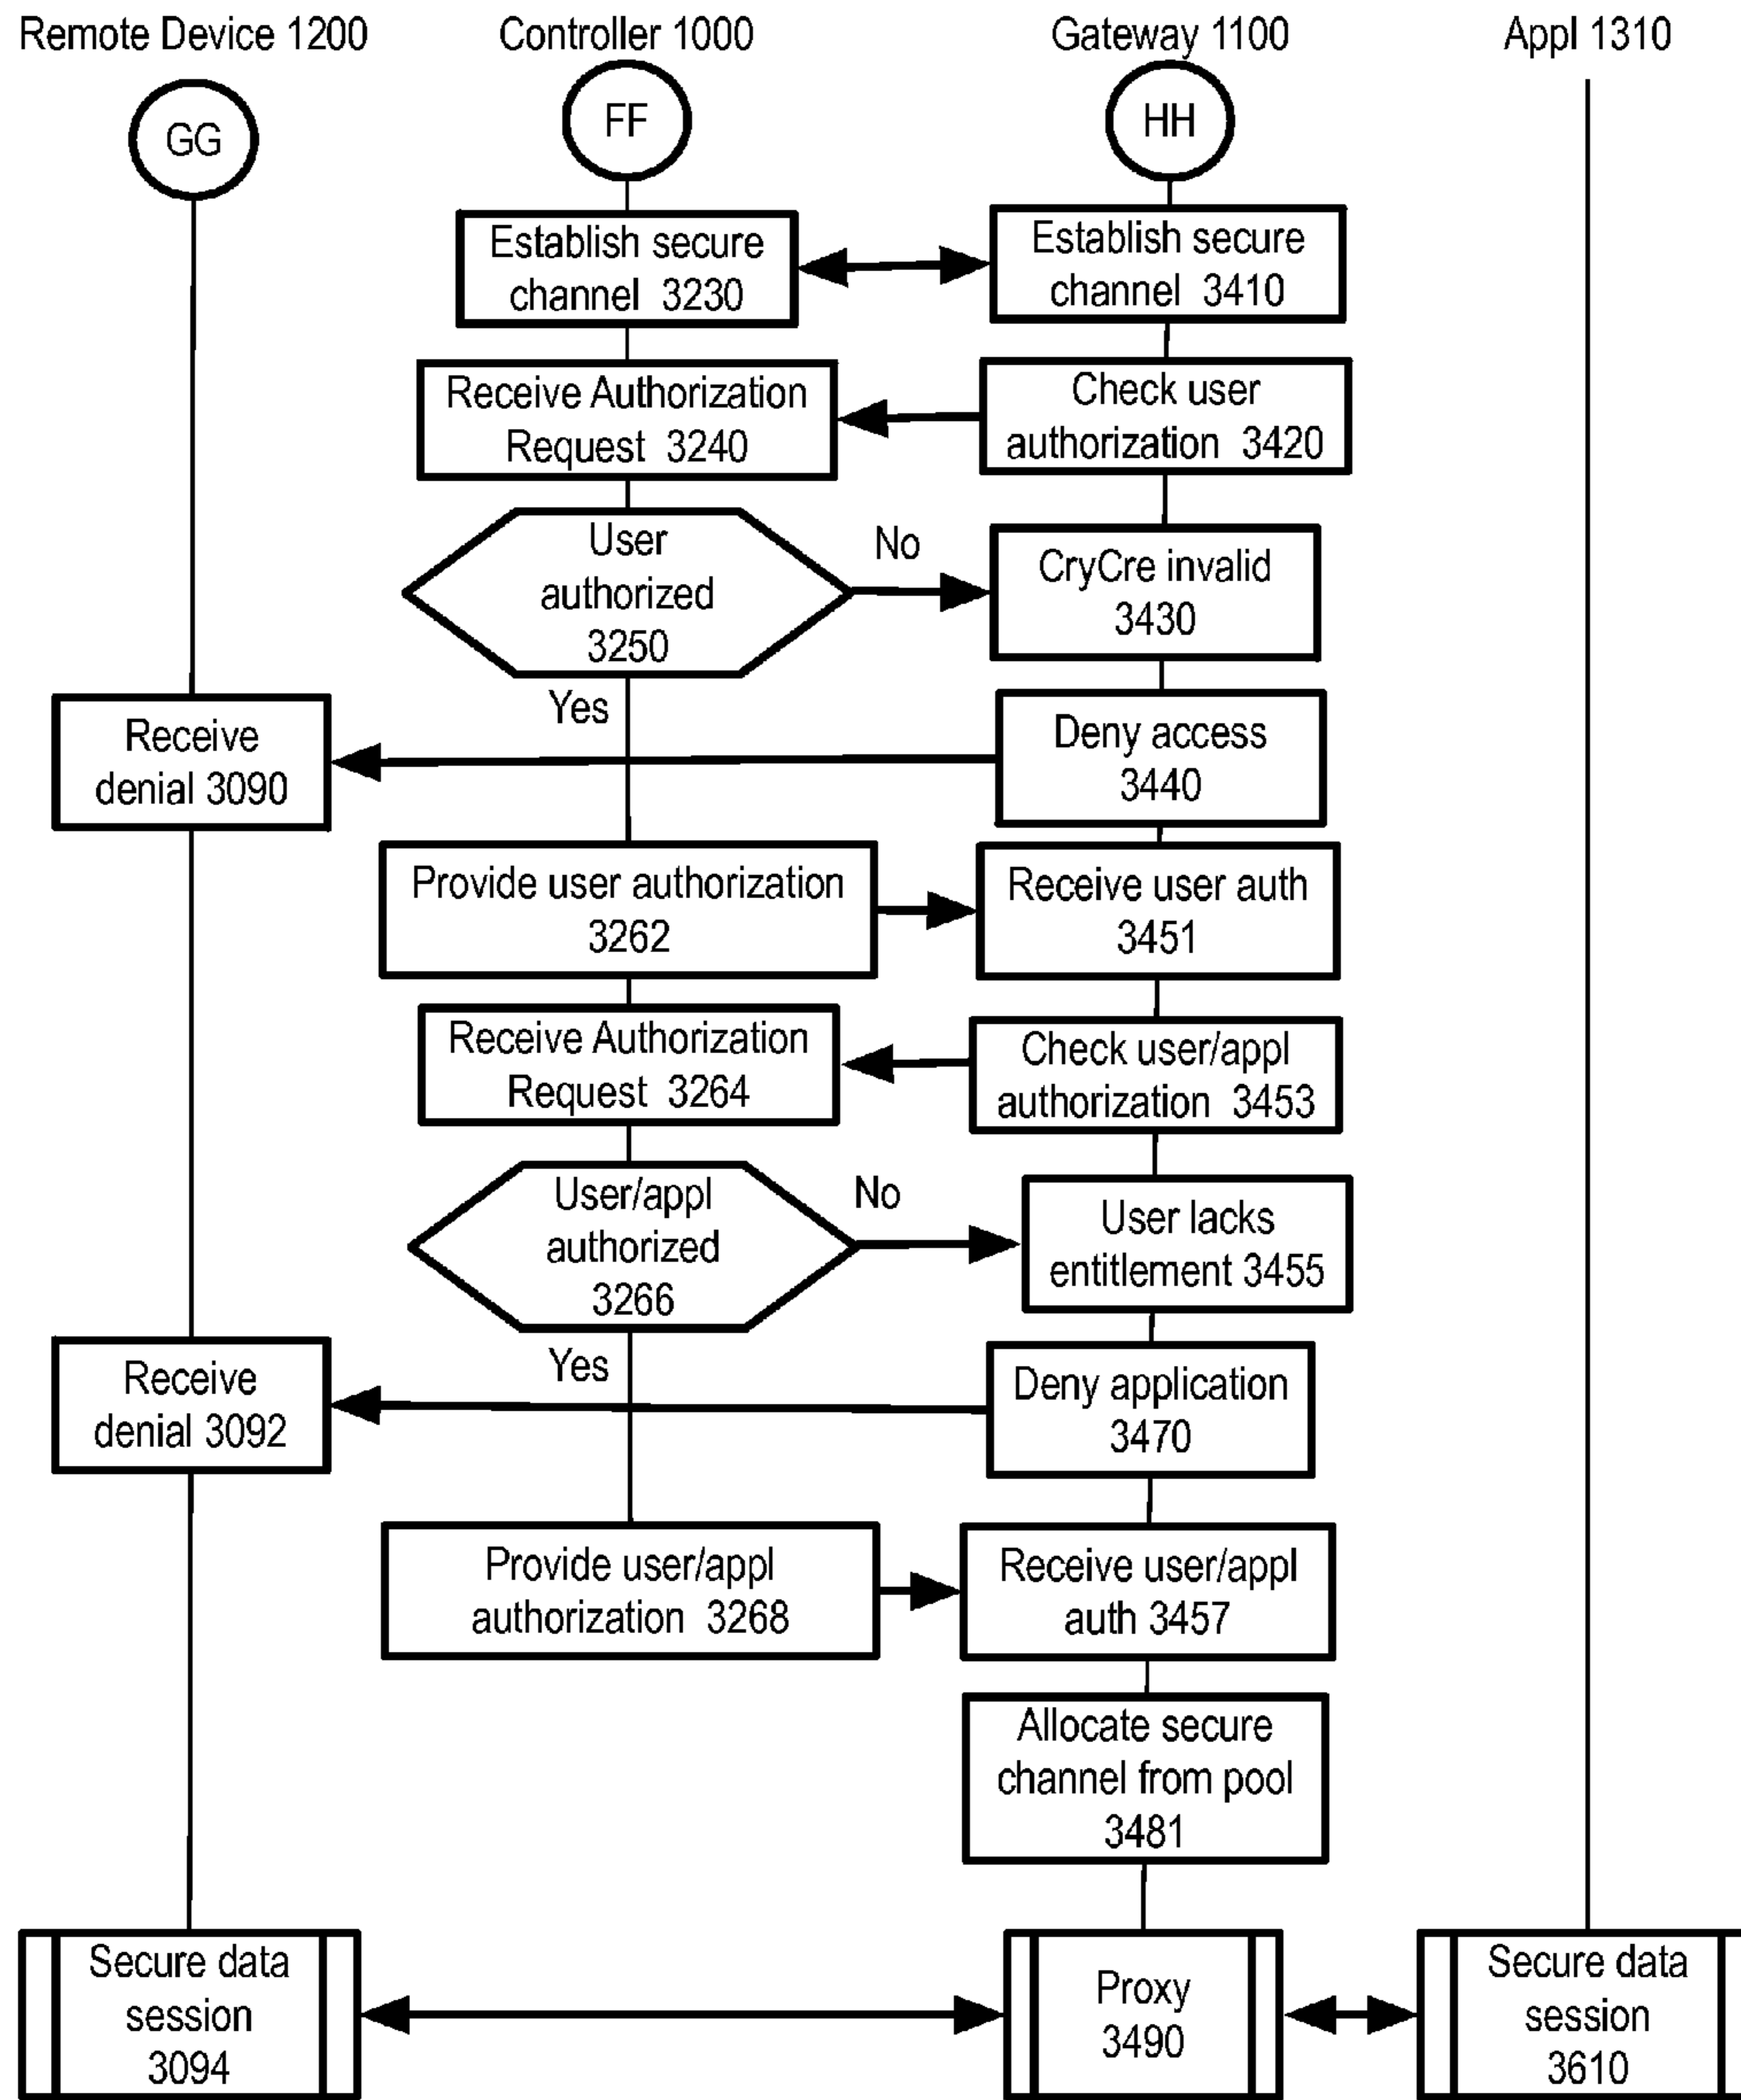 Remote Device 1200
Controller 1000
Gateway 1100
Appl 1310
GG
FF
HH
Establish secure
channel 3230
Establish secure
channel 3410
Receive Authorization
Request 3240
Check user
authorization 3420
User
authorized
3250
No
CryCre invalid
3430
Yes
Receive
denial 3090
Deny access
3440
Provide user authorization
3262
Receive user auth
3451
Receive Authorization
Request 3264
Check user/appl
authorization 3453
User/appl
authorized
3266
No
User lacks
entitlement 3455
Yes
Receive
denial 3092
Deny application
3470
Provide user/appl
authorization 3268
Receive user/appl
auth 3457
Allocate secure
channel from pool
3481
Secure data
session
3094
Proxy
3490
Secure data
session
3610